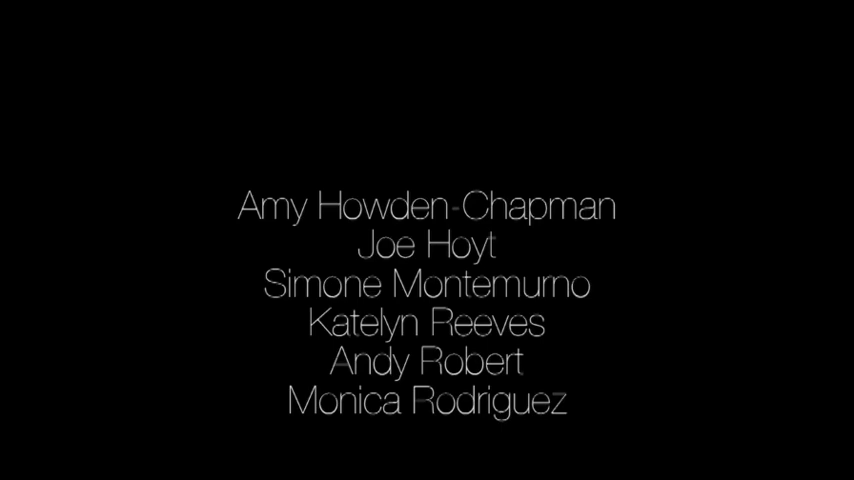 Amy Howden-Chapman
Joe Hoyt
Simone Montemurno
Katelyn Reeves
Andy Robert
Monica Rodriguez